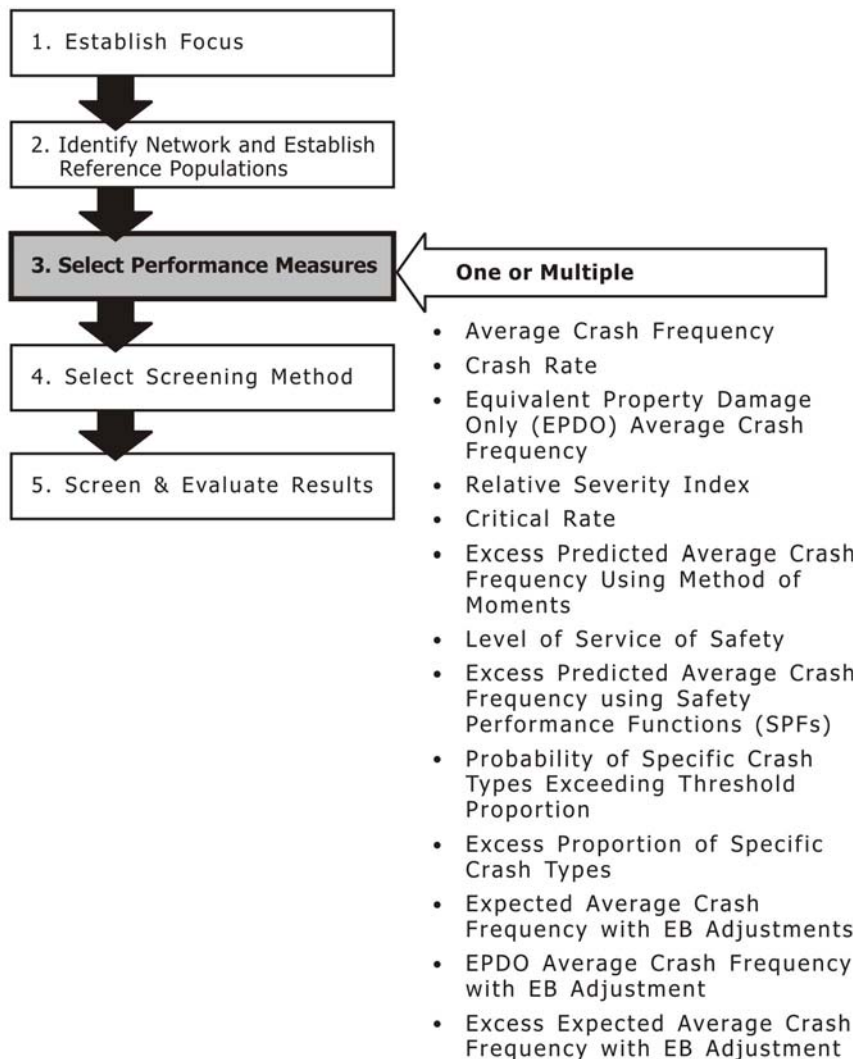 1. Establish Focus
2. Identify Network and Establish
Reference Populations
3. Select Performance Measures
One or Multiple
4. Select Screening Method
5. Screen & Evaluate Results
• Average Crash Frequency
• Crash Rate
• Equivalent Property Damage
Only (EPDO) Average Crash
Frequency
• Relative Severity Index
• Critical Rate
• Excess Predicted Average Crash
Frequency Using Method of
Moments
• Level of Service of Safety
• Excess Predicted Average Crash
Frequency using Safety
Performance Functions (SPFs)
• Probability of Specific Crash
Types Exceeding Threshold
Proportion
• Excess Proportion of Specific
Crash Types
• Expected Average Crash
Frequency with EB Adjustments
• EPDO Average Crash Frequency
with EB Adjustment
• Excess Expected Average Crash
Frequency with EB Adjustment